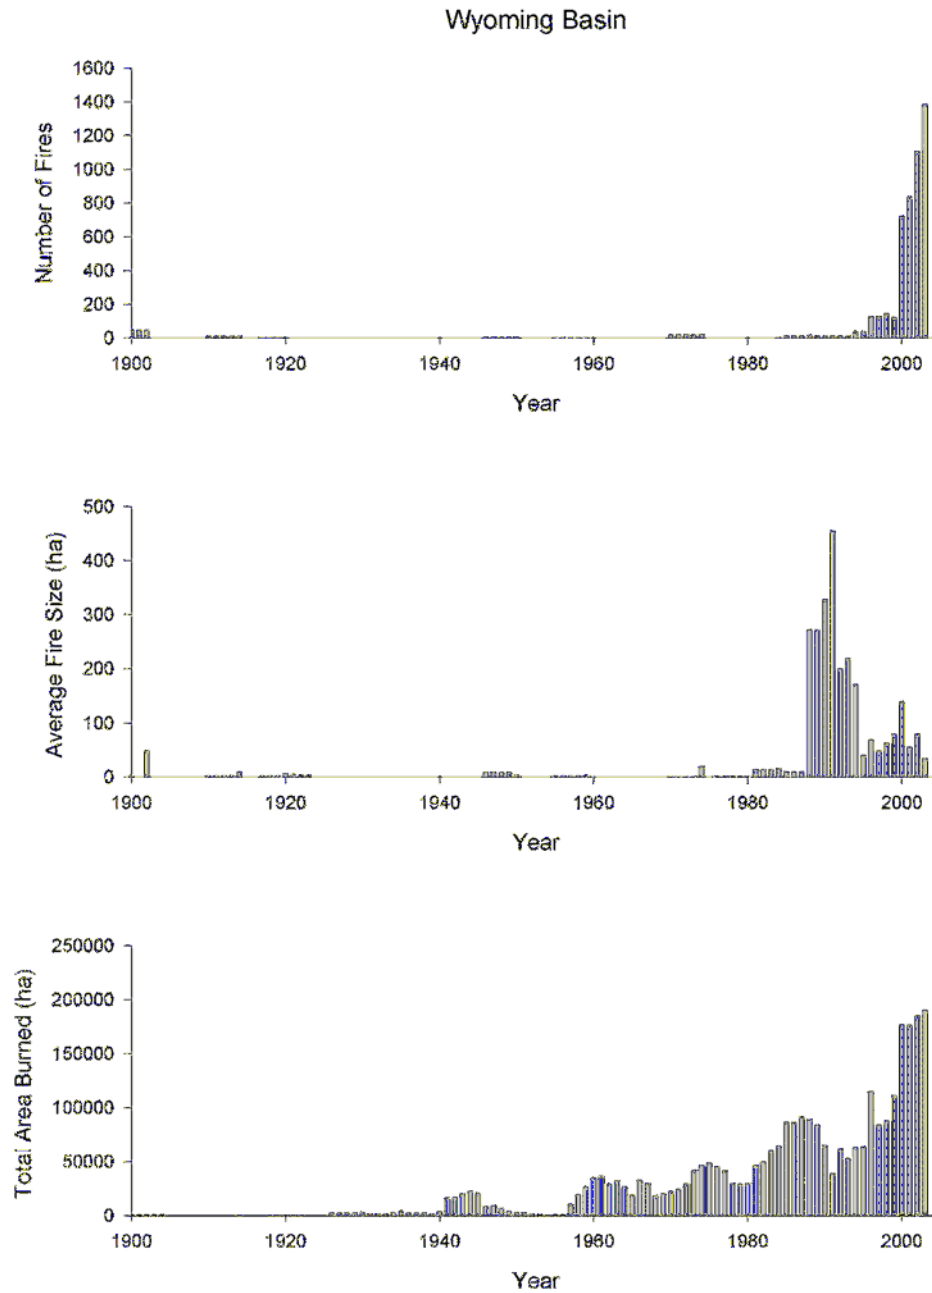 Wyoming Basin
1600
1400
1200
1000
800
600
400
200
0
Number of Fires
1900 1920 1940 1960 1980 2000
Year
500
400
300
200
100
0
Average Fire Size (ha)
1900 1920 1940 1960 1980 2000
Year
250000
200000
150000
100000
50000
0
Total Area Burned (ha)
1900 1920 1940 1960 1980 2000
Year